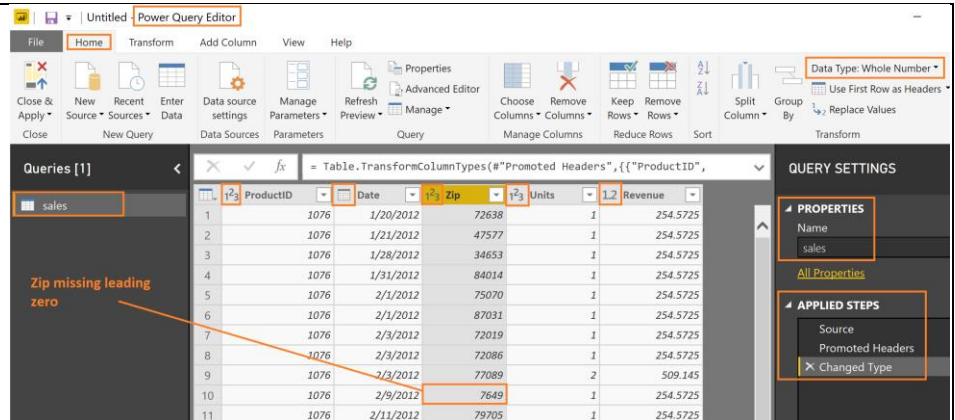 Untitled - Power Query Editor
File Home Transform Add Column View Help
Close & Apply
New Source
Recent Sources
Enter Data
Data source settings
Manage Parameters
Refresh Preview
Properties
Advanced Editor
Manage
Choose Columns
Remove Columns
Keep Rows
Remove Rows
Split Column
Group By
Data Type: Whole Number
Use First Row as Headers
Replace Values
Close New Query Data Sources Parameters Query Manage Columns Reduce Rows Sort Transform
Queries [1]
sales
Zip missing leading
zero
fx = Table.TransformColumnTypes(#"Promoted Headers",{{"ProductID",
123 ProductID Date 123 Zip 123 Units 1.2 Revenue
1 1076 1/20/2012 72638 1 254.5725
2 1076 1/21/2012 47577 1 254.5725
3 1076 1/28/2012 34653 1 254.5725
4 1076 1/31/2012 84014 1 254.5725
5 1076 2/1/2012 75070 1 254.5725
6 1076 2/1/2012 87031 1 254.5725
7 1076 2/3/2012 72019 1 254.5725
8 1076 2/3/2012 72086 1 254.5725
9 1076 2/3/2012 77089 2 509.145
10 1076 2/9/2012 7649 1 254.5725
11 1076 2/11/2012 79705 1 254.5725
QUERY SETTINGS
PROPERTIES
Name
sales
All Properties
APPLIED STEPS
Source
Promoted Headers
Changed Type